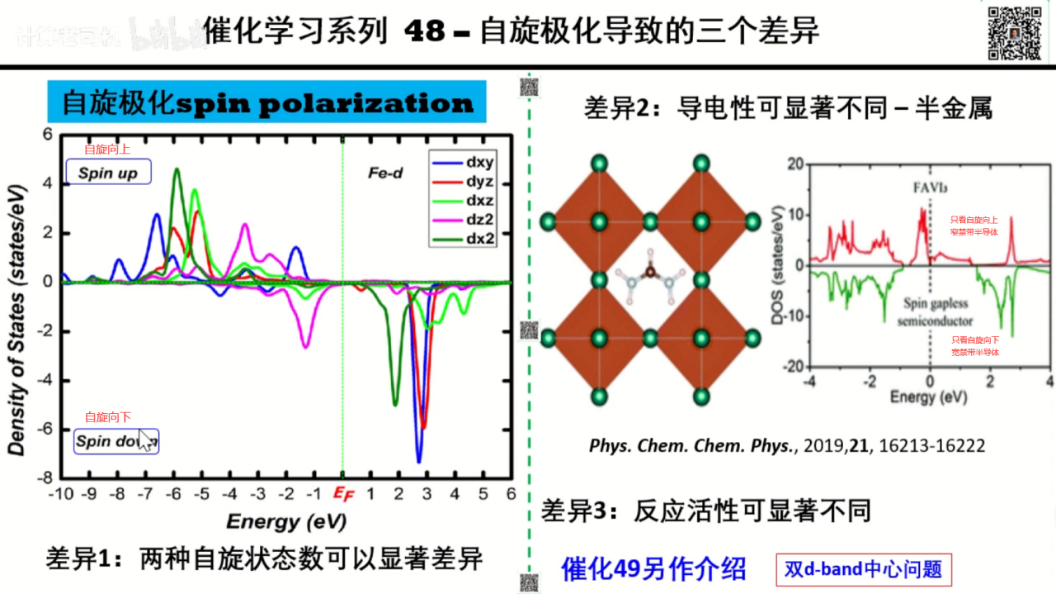 催化学习系列 48 – 自旋极化导致的三个差异
自旋极化spin polarization
6
4
2
0
-2
-4
-6
-8
Density of States (states/eV)
自旋向上
Spin up
Fe-d
dxy
dyz
dxz
dz2
dx2
自旋向下
Spin down
-10 -9 -8 -7 -6 -5 -4 -3 -2 -1 EF 1 2 3 4 5 6
Energy (eV)
差异1：两种自旋状态数可以显著差异
差异2：导电性可显著不同 – 半金属
20
10
0
-10
-20
DOS (states/eV)
FAVI3
只看自旋向上
窄禁带半导体
Spin gapless
semiconductor
只看自旋向下
宽禁带半导体
-4 -2 0 2 4
Energy (eV)
Phys. Chem. Chem. Phys., 2019,21, 16213-16222
差异3：反应活性可显著不同
催化49另作介绍
双d-band中心问题